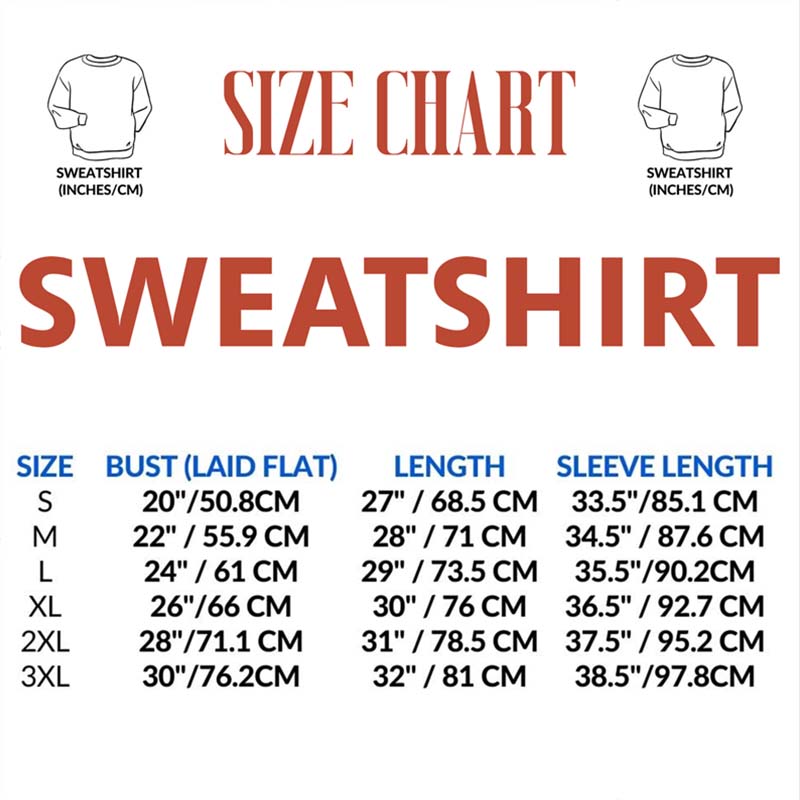 SIZE CHART
SWEATSHIRT
(INCHES/CM)
SWEATSHIRT
(INCHES/CM)
SWEATSHIRT
SIZE BUST (LAID FLAT) LENGTH SLEEVE LENGTH
S 20"/50.8CM 27" / 68.5 CM 33.5"/85.1 CM
M 22" / 55.9 CM 28" / 71 CM 34.5" / 87.6 CM
L 24" / 61 CM 29" / 73.5 CM 35.5"/90.2CM
XL 26"/66 CM 30" / 76 CM 36.5" / 92.7 CM
2XL 28"/71.1 CM 31" / 78.5 CM 37.5" / 95.2 CM
3XL 30"/76.2CM 32" / 81 CM 38.5"/97.8CM